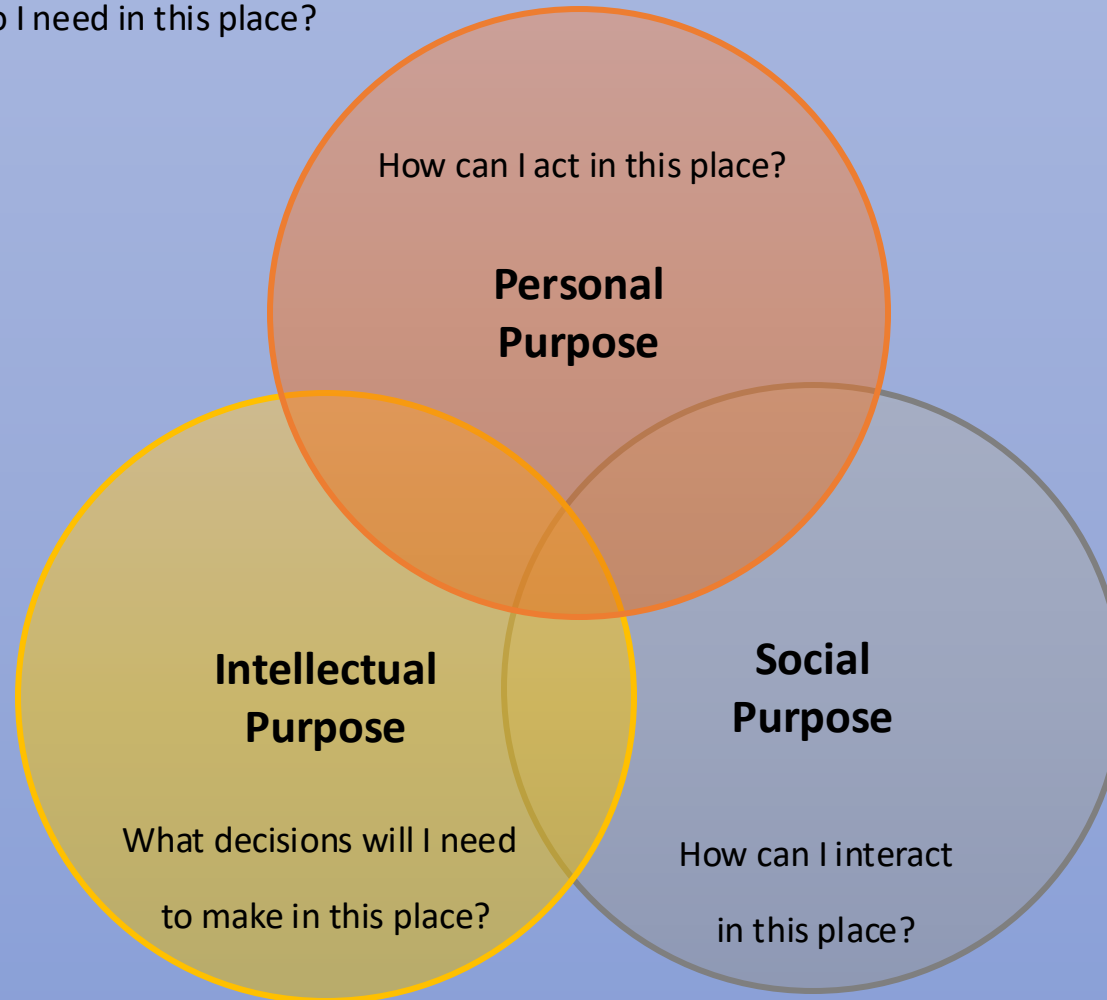 I need in this place?
How can I act in this place?
Personal
Purpose
Intellectual
Purpose
What decisions will I need
to make in this place?
Social
Purpose
How can I interact
in this place?